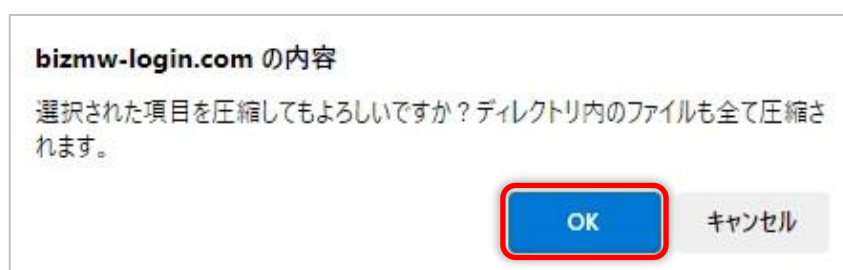 bizmw-login.com の内容
選択された項目を圧縮してもよろしいですか？ディレクトリ内のファイルも全て圧縮さ
れます。
OK キャンセル